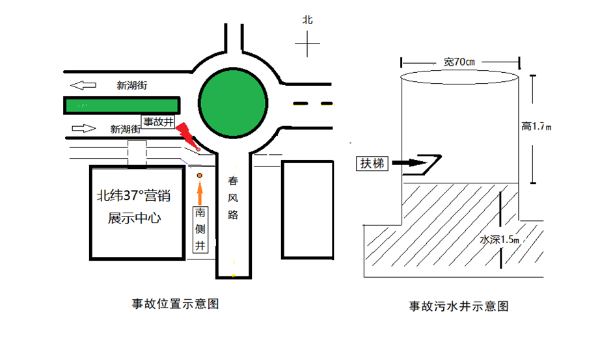 北
新湖街
新湖街
事故井
北纬37°营销
展示中心
南侧井
春风路
事故位置示意图
宽70cm
高1.7m
扶梯
水深1.5m
事故污水井示意图